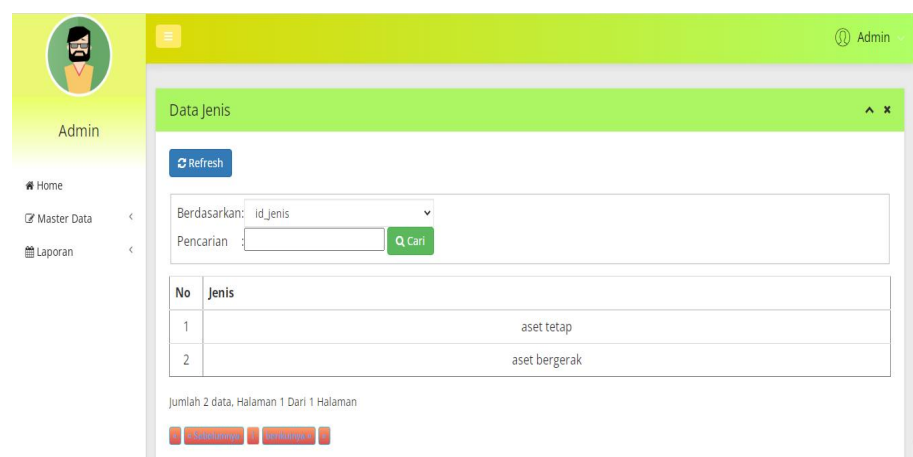 Admin
Admin
Home
Master Data
Laporan
Data Jenis
Refresh
Berdasarkan: id_jenis
Pencarian : Cari
No Jenis
1 aset tetap
2 aset bergerak
Jumlah 2 data, Halaman 1 Dari 1 Halaman